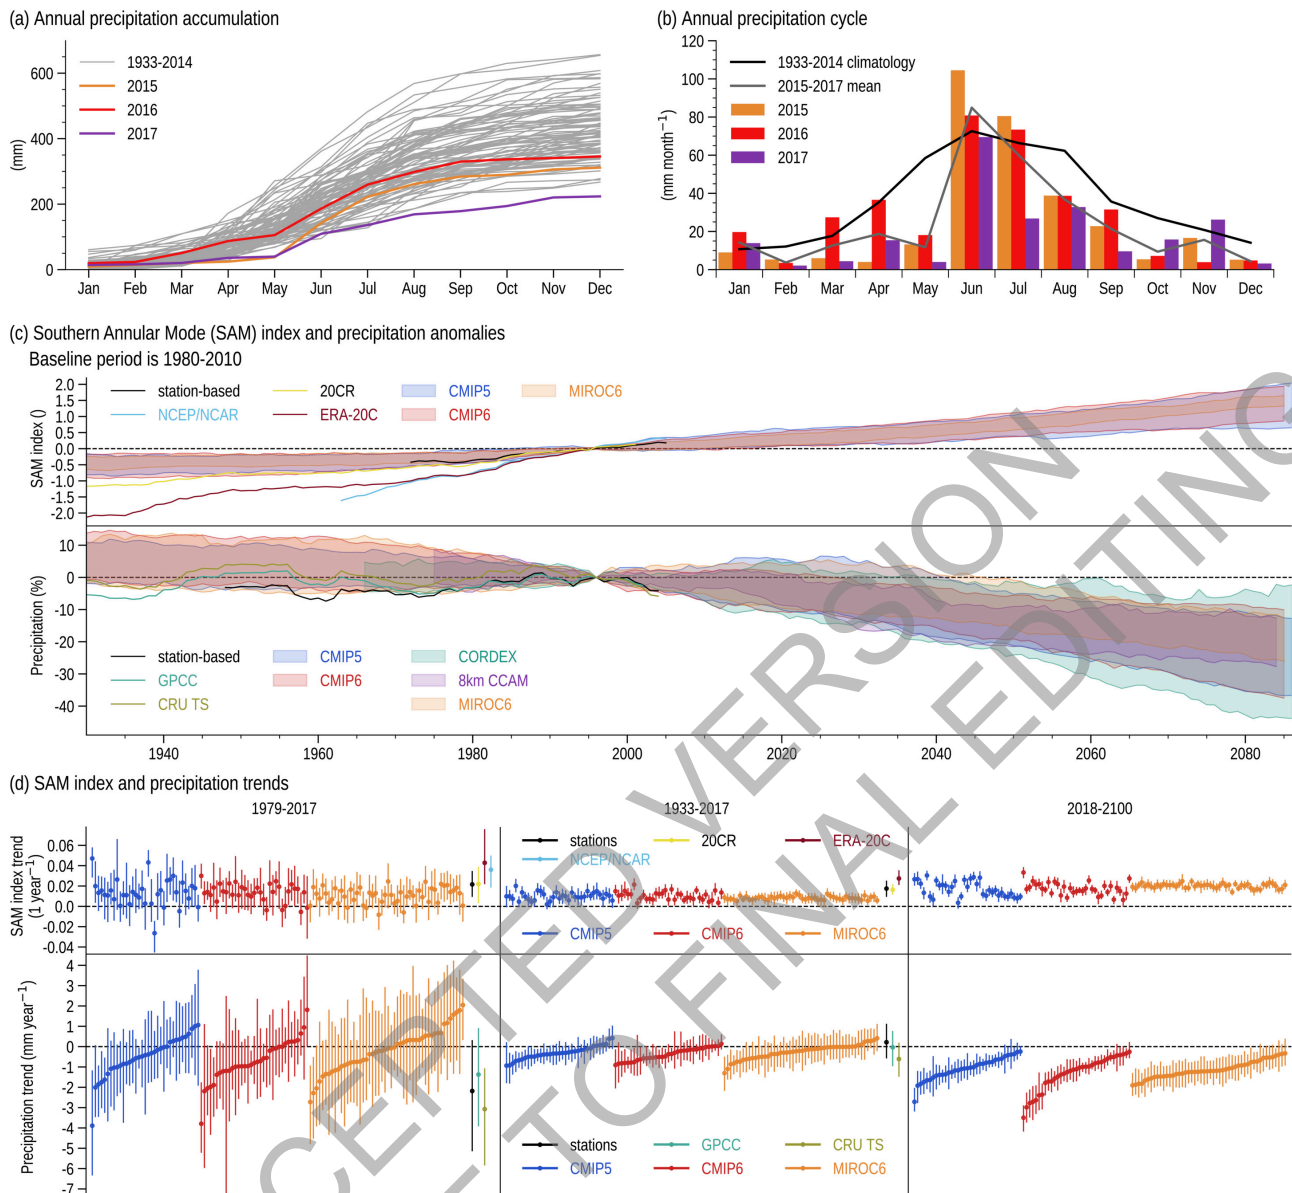 (a) Annual precipitation accumulation
(mm)
600
400
200
0
1933-2014
2015
2016
2017
Jan Feb Mar Apr May Jun Jul Aug Sep Oct Nov Dec
(b) Annual precipitation cycle
(mm month−1)
120
100
80
60
40
20
0
1933-2014 climatology
2015-2017 mean
2015
2016
2017
Jan Feb Mar Apr May Jun Jul Aug Sep Oct Nov Dec
(c) Southern Annular Mode (SAM) index and precipitation anomalies
Baseline period is 1980-2010
SAM index ()
2.0
1.5
1.0
0.5
0.0
-0.5
-1.0
-1.5
-2.0
station-based 20CR CMIP5 MIROC6
NCEP/NCAR ERA-20C CMIP6
Precipitation (%)
10
0
-10
-20
-30
-40
station-based CMIP5 CORDEX
GPCC CMIP6 8km CCAM
CRU TS MIROC6
1940 1960 1980 2000 2020 2040 2060 2080
(d) SAM index and precipitation trends
1979-2017 1933-2017 2018-2100
SAM index trend
(1 year−1)
0.06
0.04
0.02
0.0
-0.02
-0.04
stations 20CR ERA-20C
NCEP/NCAR
CMIP5 CMIP6 MIROC6
Precipitation trend (mm year−1)
4
3
2
1
0
-1
-2
-3
-4
-5
-6
-7
stations GPCC CRU TS
CMIP5 CMIP6 MIROC6
CEPTED VERSION
TO FINAL EDITING